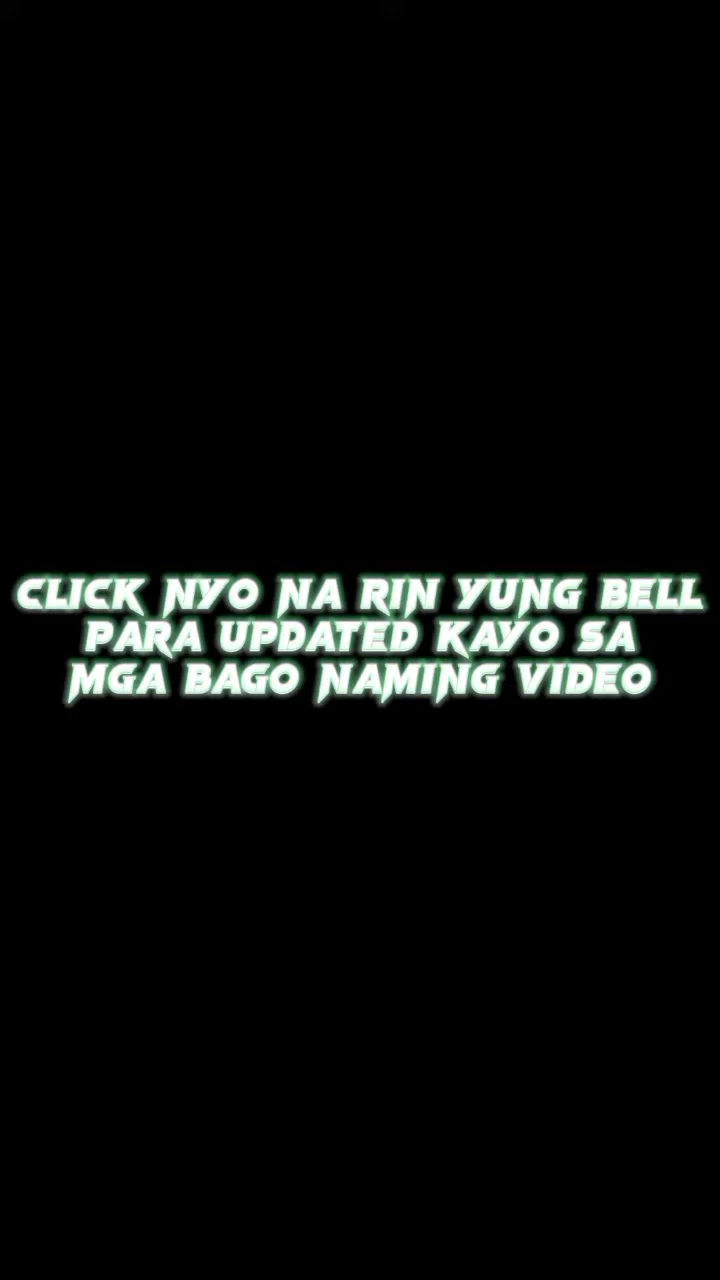 CLICK NYO NA RIN YUNG BELL
PARA UPDATED KAYO SA
MGA BAGO NAMING VIDEO